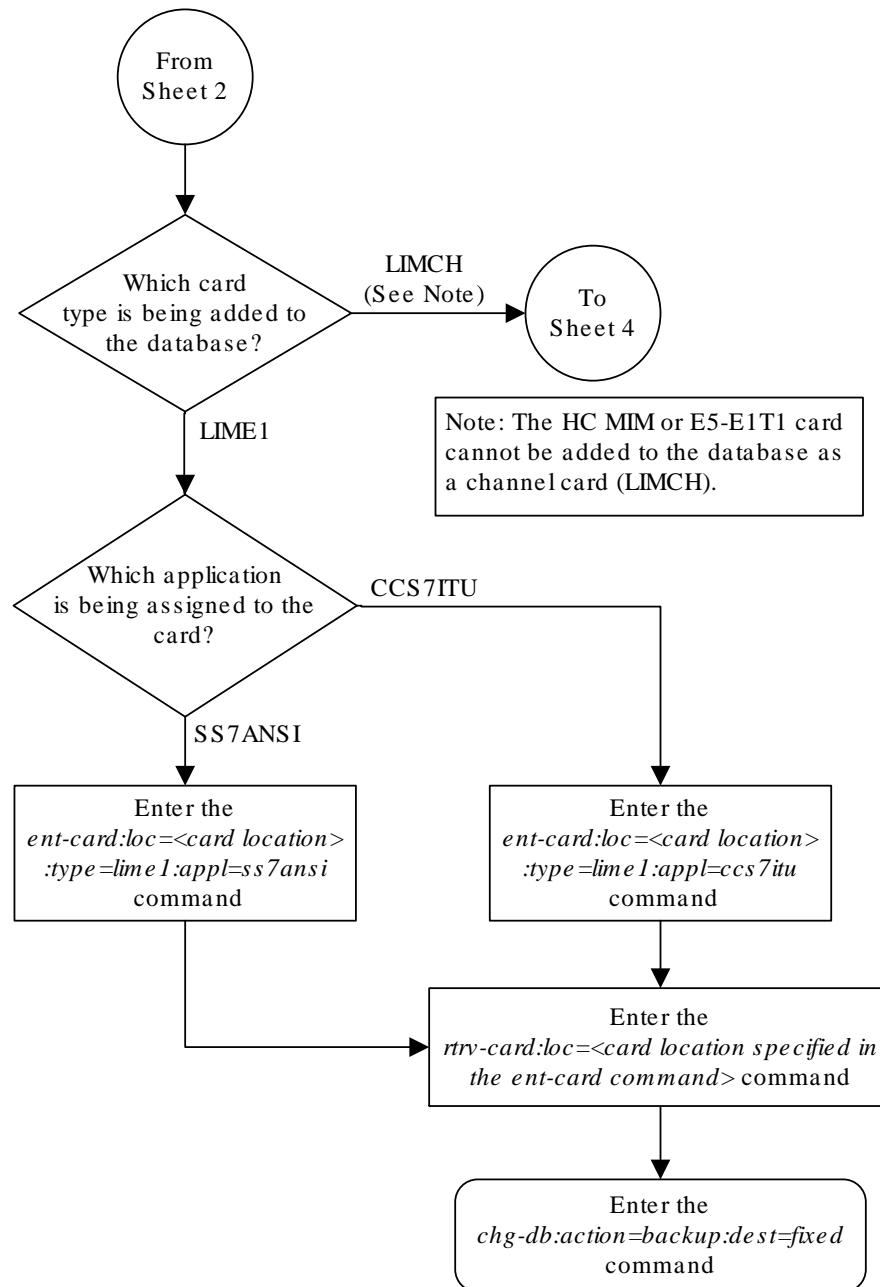 From
Sheet 2
Which card
type is being added to
the database?
LIMCH
(See Note)
To
Sheet 4
LIME1
Note: The HC MIM or E5-E1T1 card
cannot be added to the database as
a channel card (LIMCH).
Which application
is being assigned to the
card?
CCS7ITU
SS7ANSI
Enter the
ent-card:loc=<card location>
:type=lime1:appl=ss7ansi
command
Enter the
ent-card:loc=<card location>
:type=lime1:appl=ccs7itu
command
Enter the
rtrv-card:loc=<card location specified in
the ent-card command> command
Enter the
chg-db:action=backup:dest=fixed
command